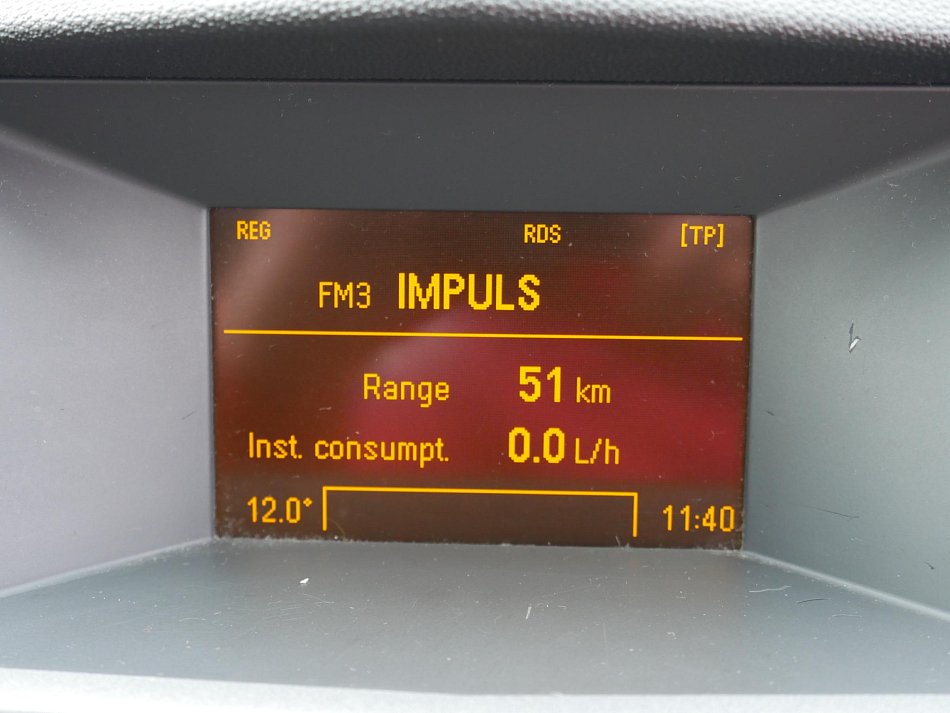 REG RDS [TP]
FM3 IMPULS
Range 51 km
Inst. consumpt. 0.0 L/h
12.0° 11:40